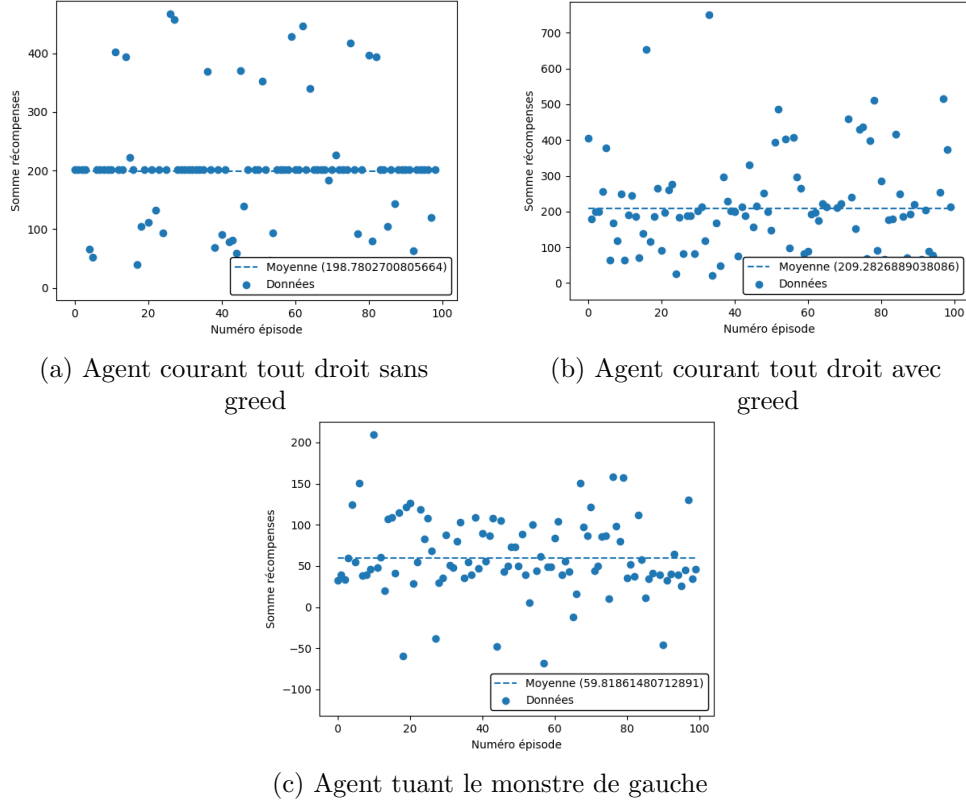 400
300
200
100
0
Somme récompenses
0 20 40 60 80 100
Numéro épisode
Moyenne (198.7802700805664)
Données
(a) Agent courant tout droit sans
greed
700
600
500
400
300
200
100
0
Somme récompenses
0 20 40 60 80 100
Numéro épisode
Moyenne (209.2826889038086)
Données
(b) Agent courant tout droit avec
greed
200
150
100
50
0
−50
−100
Somme récompenses
0 20 40 60 80 100
Numéro épisode
Moyenne (59.81861480712891)
Données
(c) Agent tuant le monstre de gauche